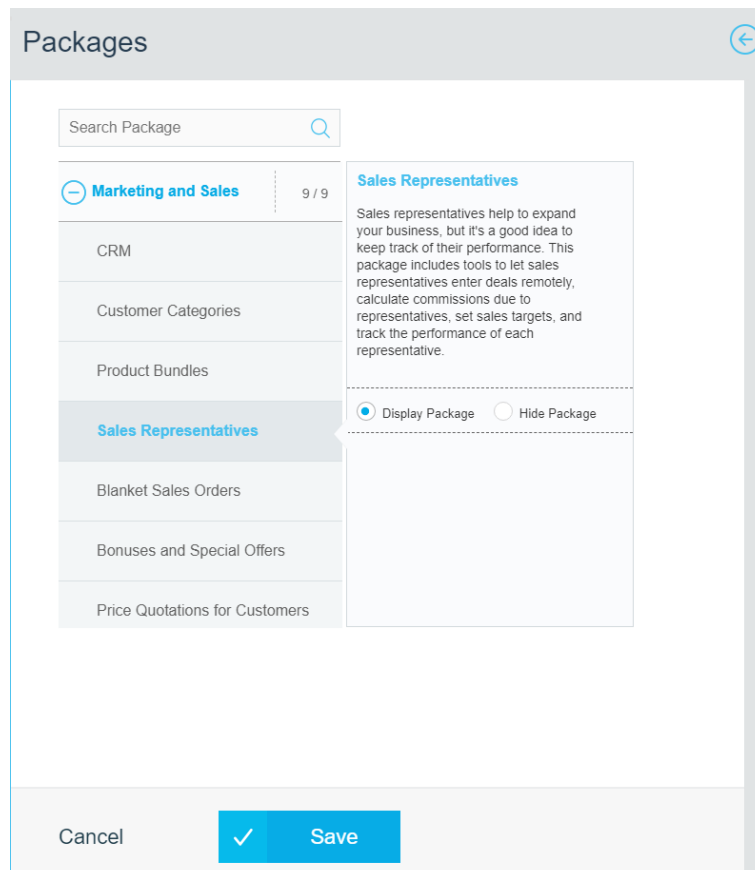 Packages
Search Package
Marketing and Sales
9 / 9
CRM
Customer Categories
Product Bundles
Sales Representatives
Blanket Sales Orders
Bonuses and Special Offers
Price Quotations for Customers
Sales Representatives
Sales representatives help to expand
your business, but it's a good idea to
keep track of their performance. This
package includes tools to let sales
representatives enter deals remotely,
calculate commissions due to
representatives, set sales targets, and
track the performance of each
representative.
Display Package
Hide Package
Cancel
Save